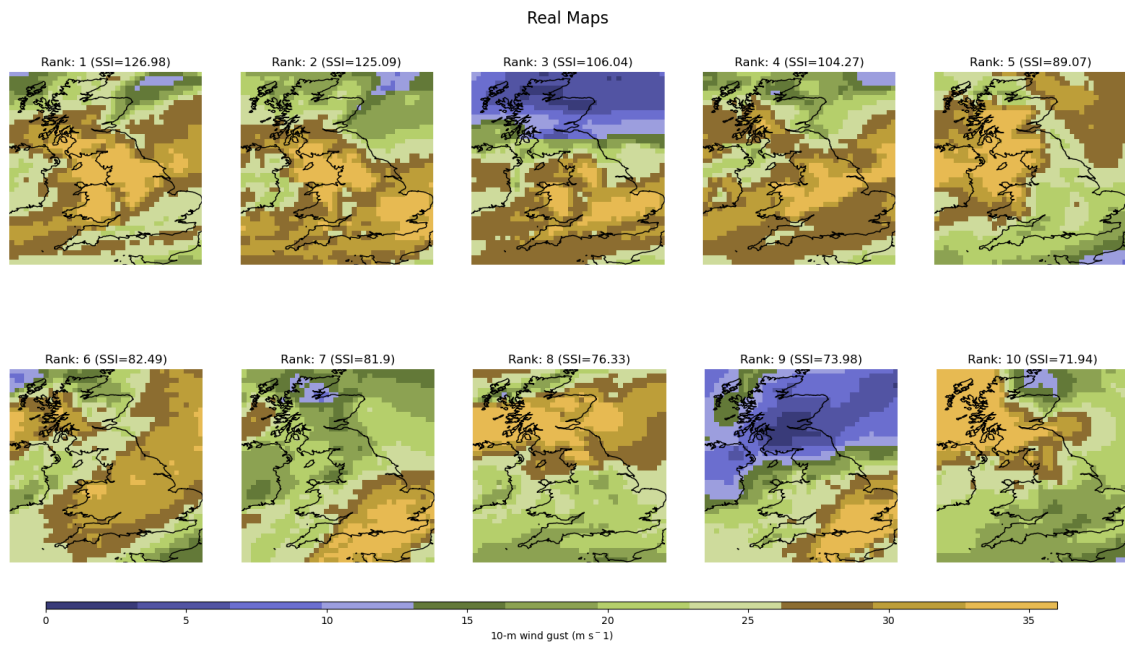 Real Maps
Rank: 1 (SSI=126.98)
Rank: 2 (SSI=125.09)
Rank: 3 (SSI=106.04)
Rank: 4 (SSI=104.27)
Rank: 5 (SSI=89.07)
Rank: 6 (SSI=82.49)
Rank: 7 (SSI=81.9)
Rank: 8 (SSI=76.33)
Rank: 9 (SSI=73.98)
Rank: 10 (SSI=71.94)
0 5 10 15 20 25 30 35
10-m wind gust (m s⁻1)